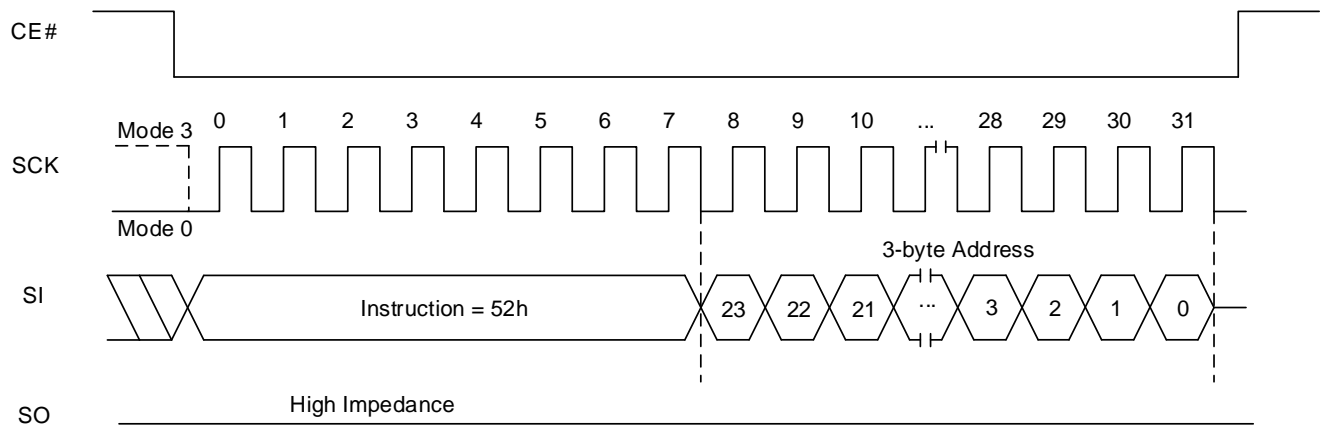 CE#
SCK
Mode 3
0 1 2 3 4 5 6 7 8 9 10 ... 28 29 30 31
Mode 0
3-byte Address
SI
Instruction = 52h
23 22 21 ... 3 2 1 0
SO
High Impedance